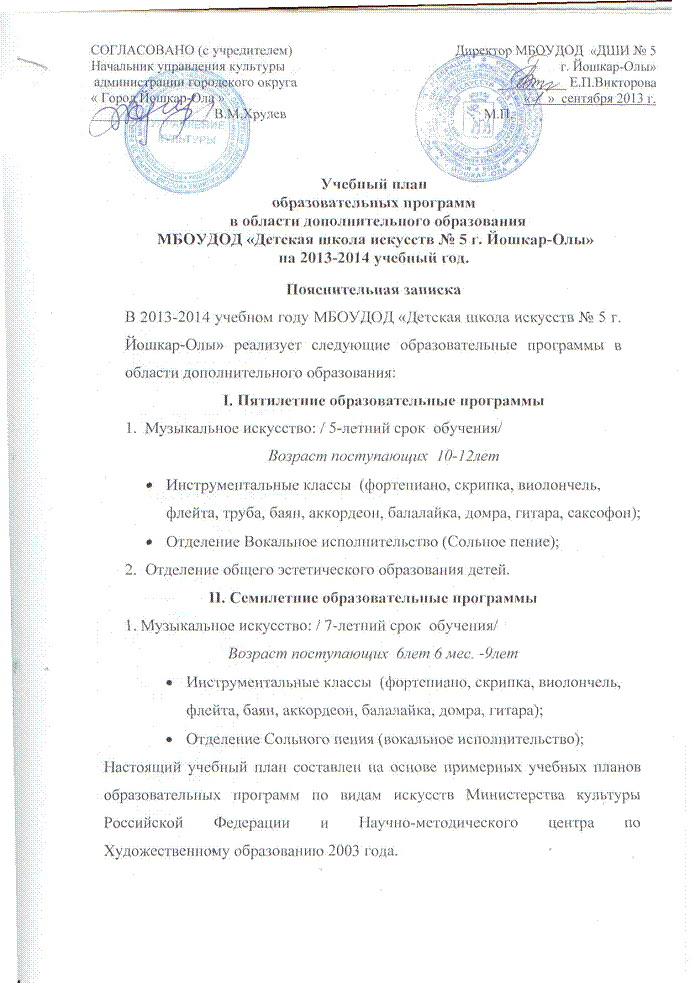 СОГЛАСОВАНО (с учредителем)
Начальник управления культуры
администрации городского округа
« Город Йошкар-Ола »
В.М.Хрулев
Директор МБОУДОД «ДШИ № 5
г. Йошкар-Олы»
Е.П.Викторова
« » сентября 2013 г.
М.П.
УПРАВЛЕНИЕ
КУЛЬТУРЫ
Учебный план
образовательных программ
в области дополнительного образования
МБОУДОД «Детская школа искусств № 5 г. Йошкар-Олы»
на 2013-2014 учебный год.
Пояснительная записка
В 2013-2014 учебном году МБОУДОД «Детская школа искусств № 5 г.
Йошкар-Олы» реализует следующие образовательные программы в
области дополнительного образования:
I. Пятилетние образовательные программы
1. Музыкальное искусство: / 5-летний срок обучения/
Возраст поступающих 10-12лет
• Инструментальные классы (фортепиано, скрипка, виолончель,
флейта, труба, баян, аккордеон, балалайка, домра, гитара, саксофон);
• Отделение Вокальное исполнительство (Сольное пение);
2. Отделение общего эстетического образования детей.
II. Семилетние образовательные программы
1. Музыкальное искусство: / 7-летний срок обучения/
Возраст поступающих 6лет 6 мес. -9лет
• Инструментальные классы (фортепиано, скрипка, виолончель,
флейта, баян, аккордеон, балалайка, домра, гитара);
• Отделение Сольного пения (вокальное исполнительство);
Настоящий учебный план составлен на основе примерных учебных планов
образовательных программ по видам искусств Министерства культуры
Российской Федерации и Научно-методического центра по
Художественному образованию 2003 года.